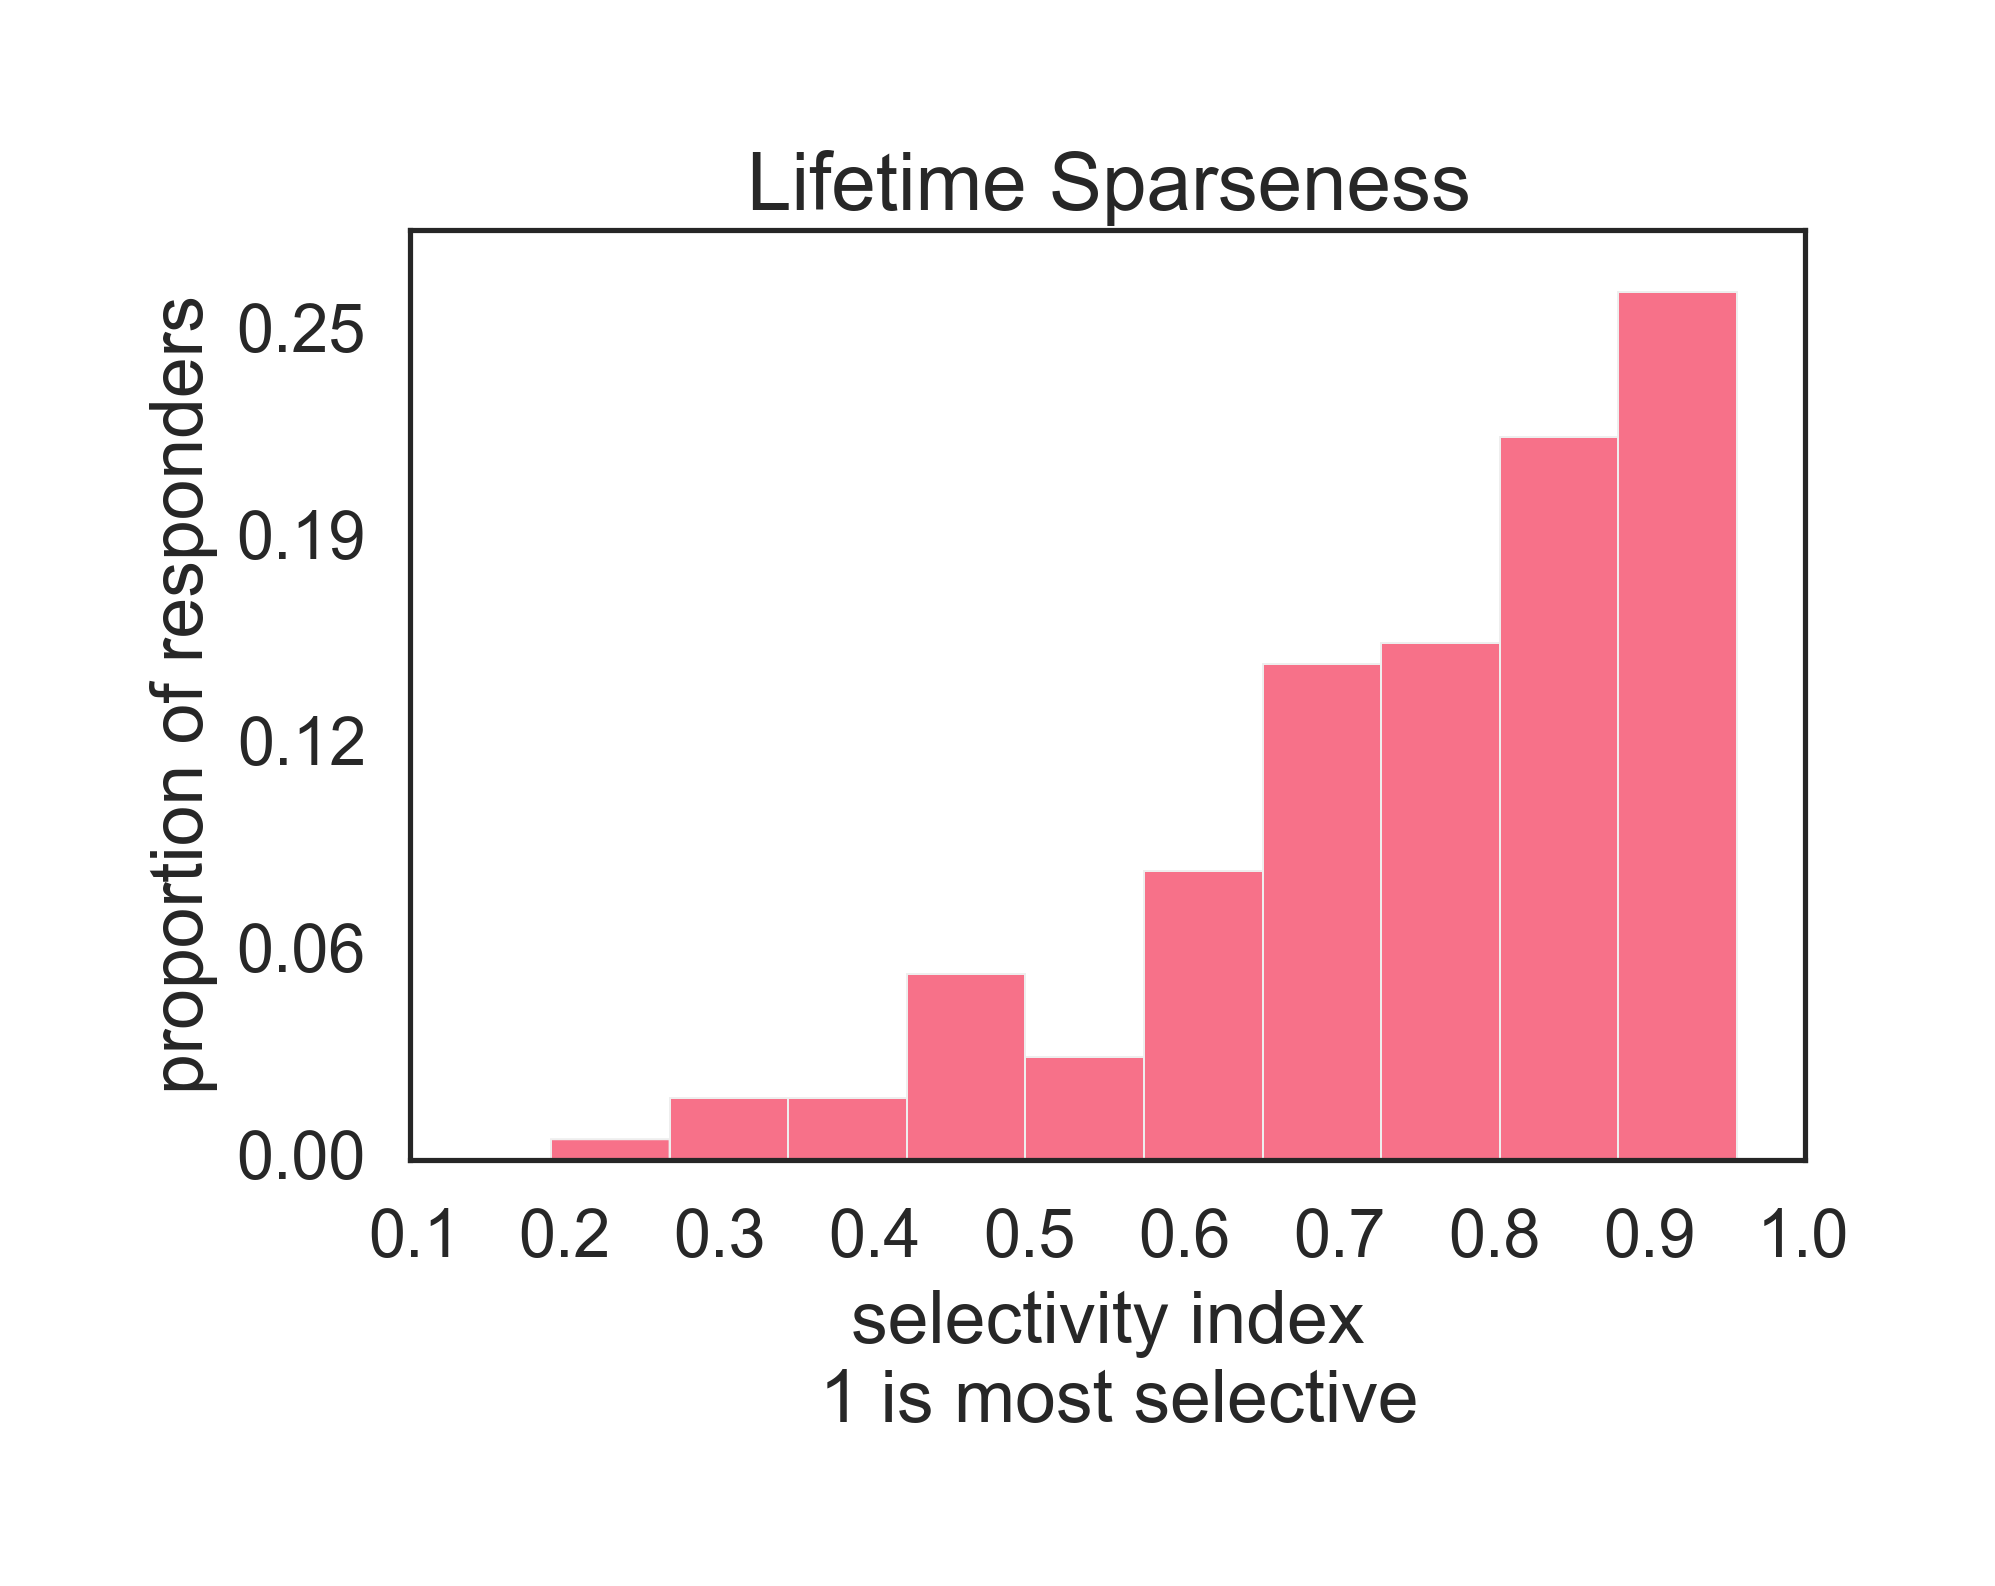 Lifetime Sparseness
proportion of responders
0.25
0.19
0.12
0.06
0.00
0.1 0.2 0.3 0.4 0.5 0.6 0.7 0.8 0.9 1.0
selectivity index
1 is most selective